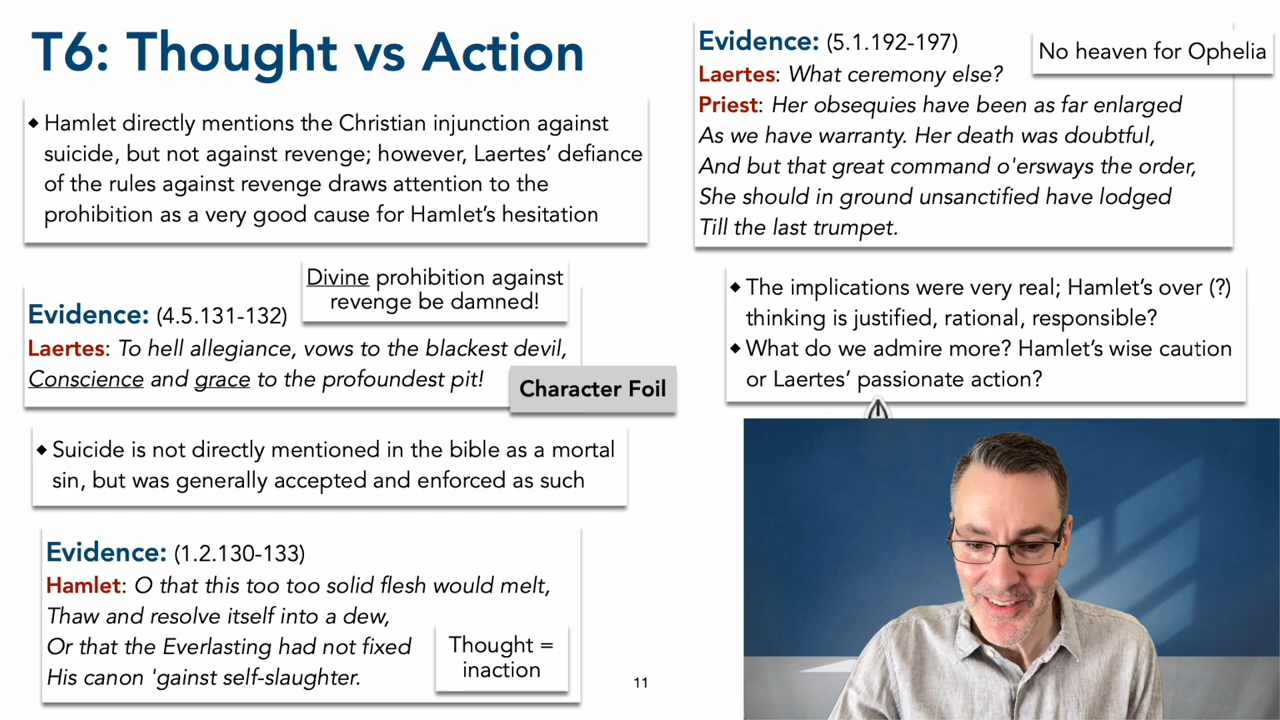 T6: Thought vs Action
◆ Hamlet directly mentions the Christian injunction against
suicide, but not against revenge; however, Laertes’ defiance
of the rules against revenge draws attention to the
prohibition as a very good cause for Hamlet’s hesitation
Divine prohibition against
revenge be damned!
Evidence: (4.5.131-132)
Laertes: To hell allegiance, vows to the blackest devil,
Conscience and grace to the profoundest pit!
Character Foil
◆ Suicide is not directly mentioned in the bible as a mortal
sin, but was generally accepted and enforced as such
Evidence: (1.2.130-133)
Hamlet: O that this too too solid flesh would melt,
Thaw and resolve itself into a dew,
Or that the Everlasting had not fixed
His canon 'gainst self-slaughter.
Thought =
inaction
11
Evidence: (5.1.192-197)
No heaven for Ophelia
Laertes: What ceremony else?
Priest: Her obsequies have been as far enlarged
As we have warranty. Her death was doubtful,
And but that great command o'ersways the order,
She should in ground unsanctified have lodged
Till the last trumpet.
◆ The implications were very real; Hamlet’s over (?)
thinking is justified, rational, responsible?
◆ What do we admire more? Hamlet’s wise caution
or Laertes’ passionate action?